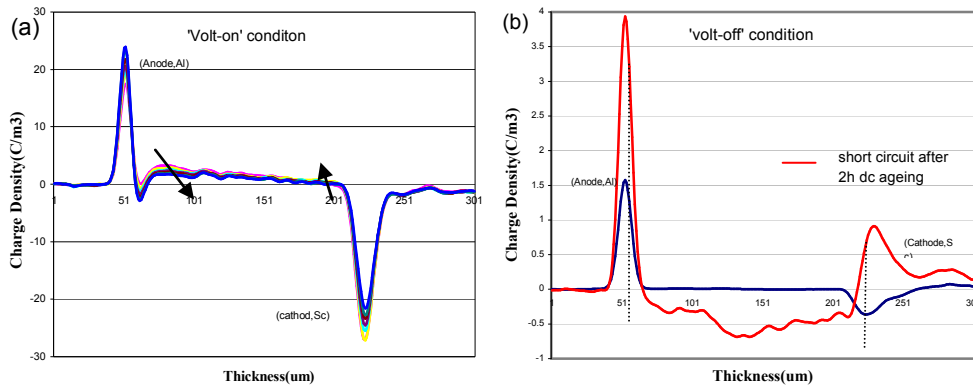 (a)
'Volt-on' conditon
(Anode,Al)
(cathod,Sc)
Charge Density(C/m3)
30
20
10
0
-10
-20
-30
1
51
101
151
201
251
301
Thickness(um)
(b)
'volt-off' condition
short circuit after
2h dc ageing
(Anode,Al)
(Cathode,S
c)
Charge Density(C/m3)
4
3.5
3
2.5
2
1.5
1
0.5
0
-0.5
-1
1
51
101
151
201
251
Thickness(um)